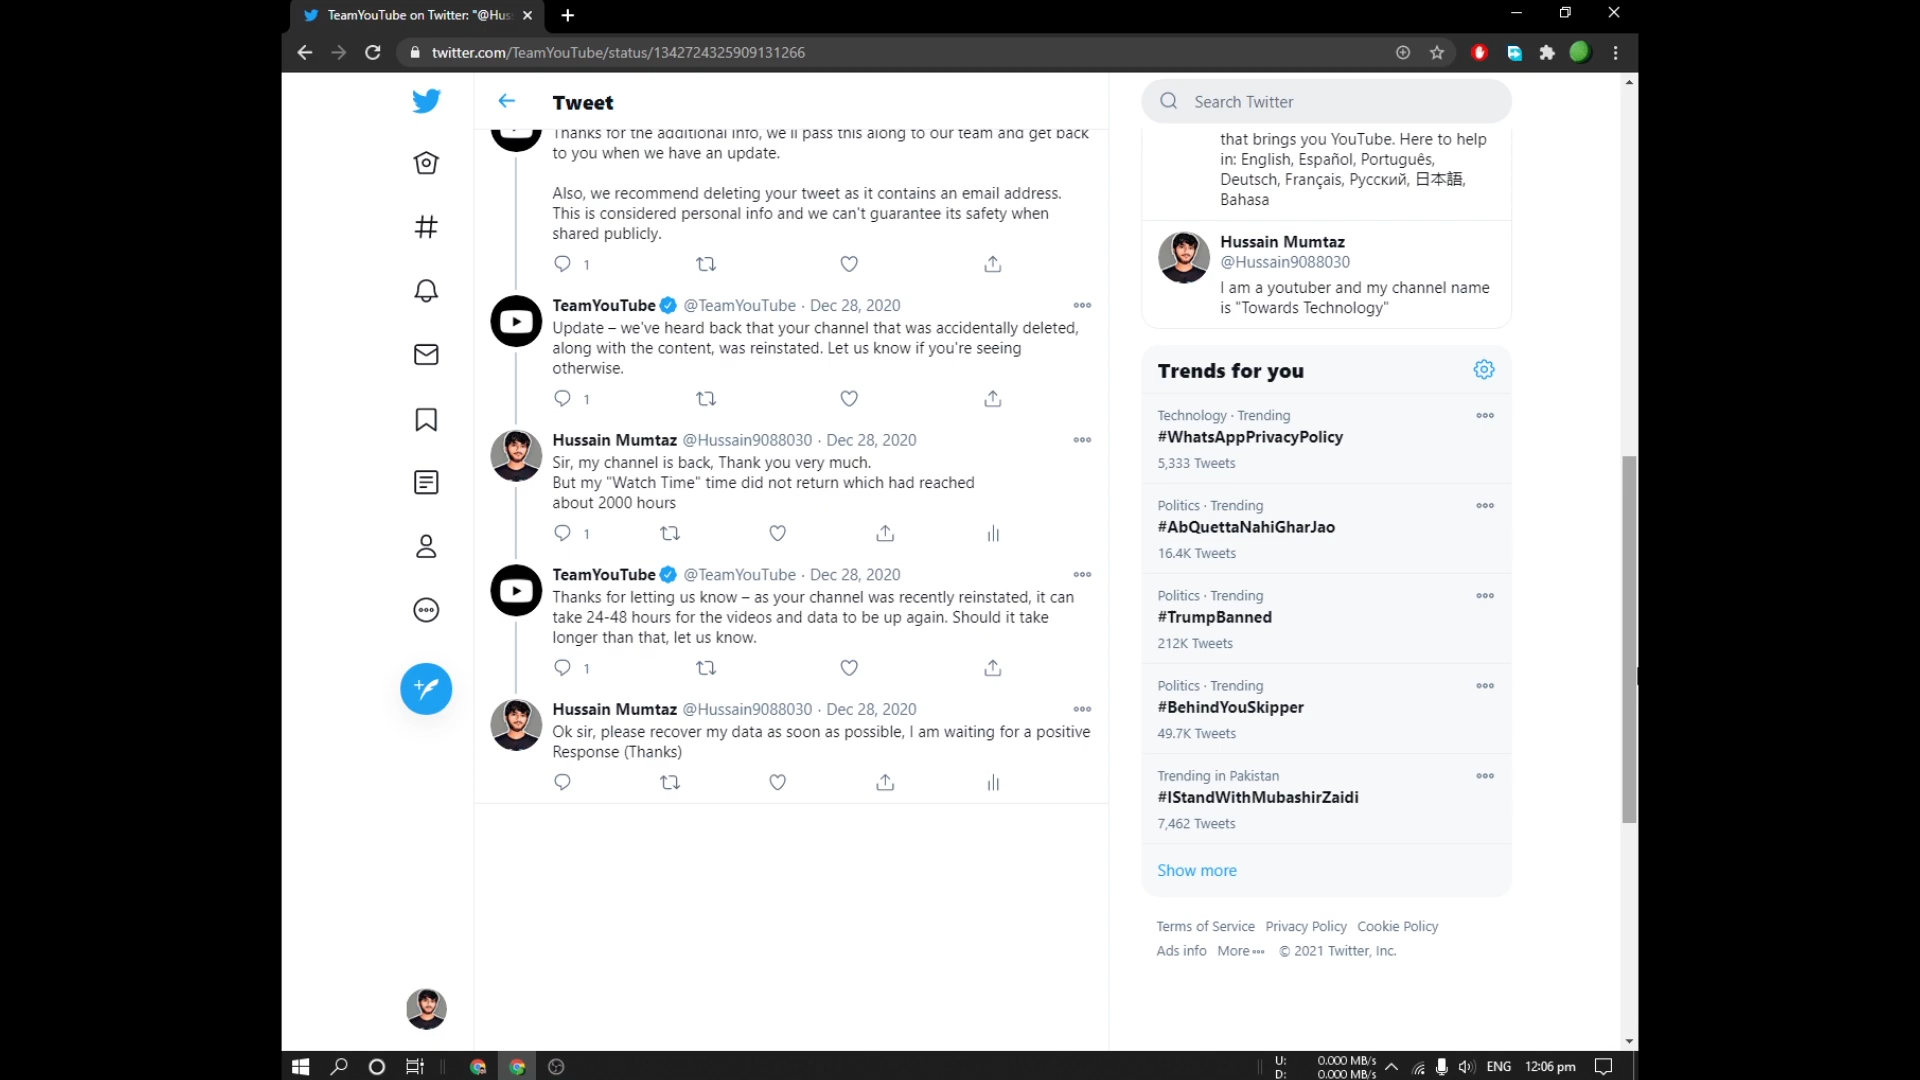 TeamYouTube on Twitter: "@Hus
twitter.com/TeamYouTube/status/1342724325909131266
Tweet
Thanks for the additional info, we'll pass this along to our team and get back
to you when we have an update.
Also, we recommend deleting your tweet as it contains an email address.
This is considered personal info and we can't guarantee its safety when
shared publicly.
1
TeamYouTube @TeamYouTube · Dec 28, 2020
Update – we've heard back that your channel that was accidentally deleted,
along with the content, was reinstated. Let us know if you're seeing
otherwise.
1
Hussain Mumtaz @Hussain9088030 · Dec 28, 2020
Sir, my channel is back, Thank you very much.
But my "Watch Time" time did not return which had reached
about 2000 hours
1
TeamYouTube @TeamYouTube · Dec 28, 2020
Thanks for letting us know – as your channel was recently reinstated, it can
take 24-48 hours for the videos and data to be up again. Should it take
longer than that, let us know.
1
Hussain Mumtaz @Hussain9088030 · Dec 28, 2020
Ok sir, please recover my data as soon as possible, I am waiting for a positive
Response (Thanks)
Search Twitter
that brings you YouTube. Here to help
in: English, Español, Português,
Deutsch, Français, Русский, 日本語,
Bahasa
Hussain Mumtaz
@Hussain9088030
I am a youtuber and my channel name
is "Towards Technology"
Trends for you
Technology · Trending
#WhatsAppPrivacyPolicy
5,333 Tweets
Politics · Trending
#AbQuettaNahiGharJao
16.4K Tweets
Politics · Trending
#TrumpBanned
212K Tweets
Politics · Trending
#BehindYouSkipper
49.7K Tweets
Trending in Pakistan
#IStandWithMubashirZaidi
7,462 Tweets
Show more
Terms of Service Privacy Policy Cookie Policy
Ads info More © 2021 Twitter, Inc.
U: 0.000 MB/s
D: 0.000 MB/s
ENG 12:06 pm